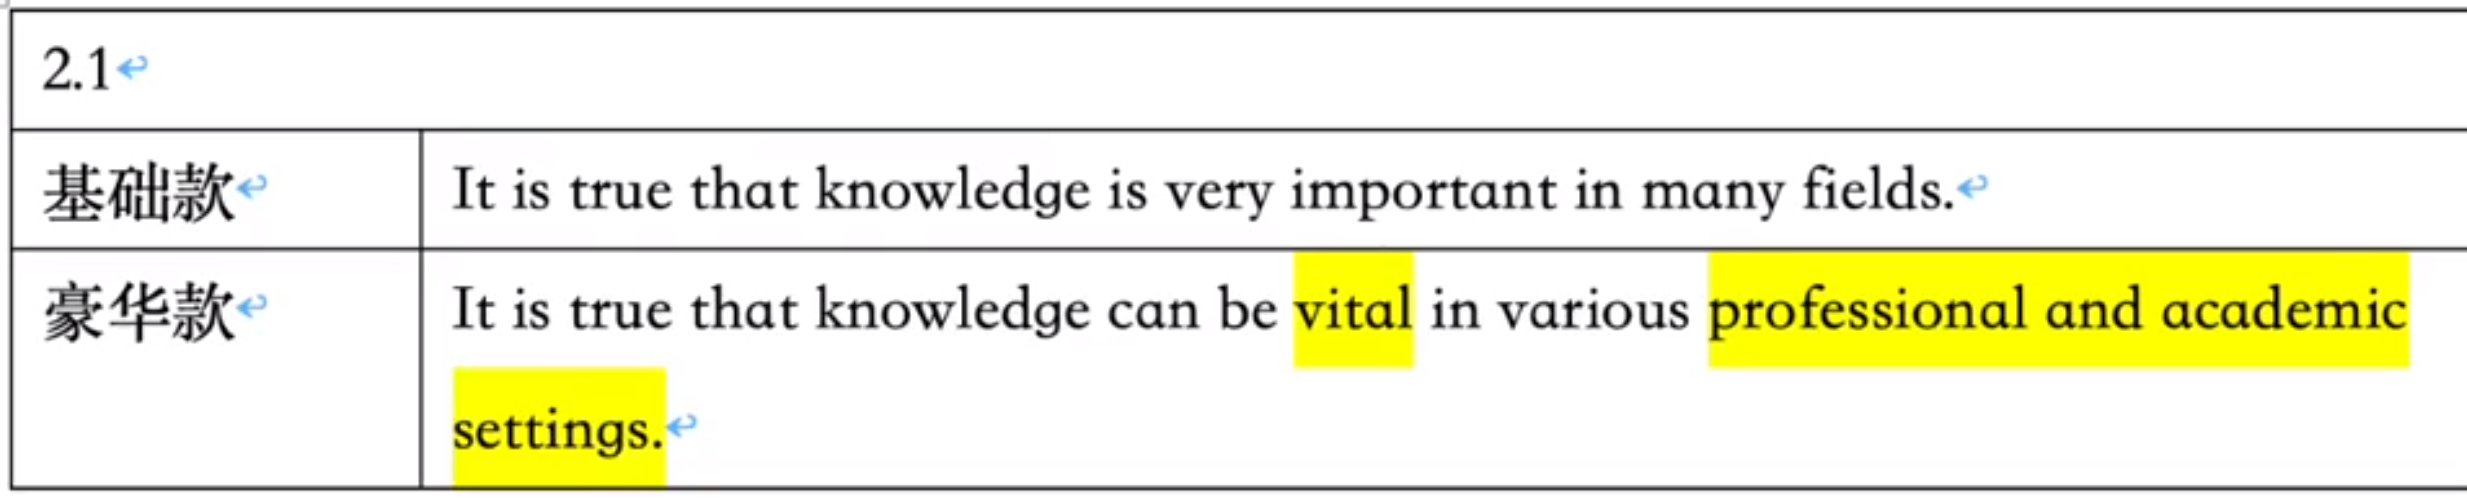 2.1
基础款
It is true that knowledge is very important in many fields.
豪华款
It is true that knowledge can be vital in various professional and academic
settings.